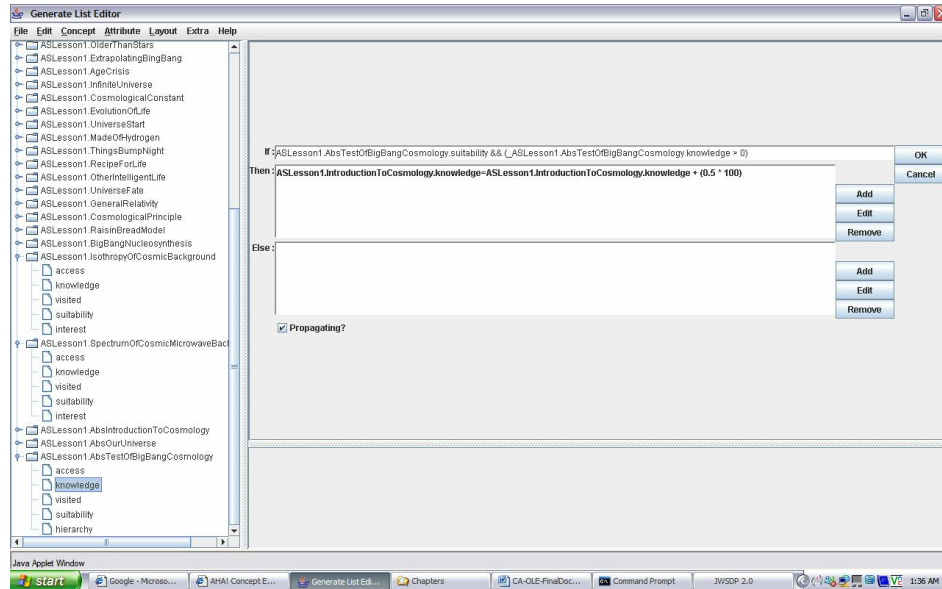 Generate List Editor
File Edit Concept Attribute Layout Extra Help
ASLesson1.OlderThanStars
ASLesson1.ExtrapolatingBingBang
ASLesson1.AgeCrisis
ASLesson1.InfiniteUniverse
ASLesson1.CosmologicalConstant
ASLesson1.EvolutionOfLife
ASLesson1.UniverseStart
ASLesson1.MadeOfHydrogen
ASLesson1.ThingsBumpNight
ASLesson1.RecipeForLife
ASLesson1.OtherIntelligentLife
ASLesson1.UniverseFate
ASLesson1.GeneralRelativity
ASLesson1.CosmologicalPrinciple
ASLesson1.RaisinBreadModel
ASLesson1.BigBangNucleosynthesis
ASLesson1.IsothropyOfCosmicBackground
access
knowledge
visited
suitability
interest
ASLesson1.SpectrumOfCosmicMicrowaveBacl
access
knowledge
visited
suitability
interest
ASLesson1.AbsIntroductionToCosmology
ASLesson1.AbsOurUniverse
ASLesson1.AbsTestOfBigBangCosmology
access
knowledge
visited
suitability
hierarchy
If : ASLesson1.AbsTestOfBigBangCosmology.suitability && (_ASLesson1.AbsTestOfBigBangCosmology.knowledge > 0)
OK
Cancel
Then : ASLesson1.IntroductionToCosmology.knowledge=ASLesson1.IntroductionToCosmology.knowledge + (0.5 * 100)
Add
Edit
Remove
Else :
Add
Edit
Remove
Propagating?
Java Applet Window
start Google - Microso... AHA! Concept E... Generate List Edi... Chapters CA-OLE-FinalDoc... Command Prompt JWSDP 2.0 1:36 AM